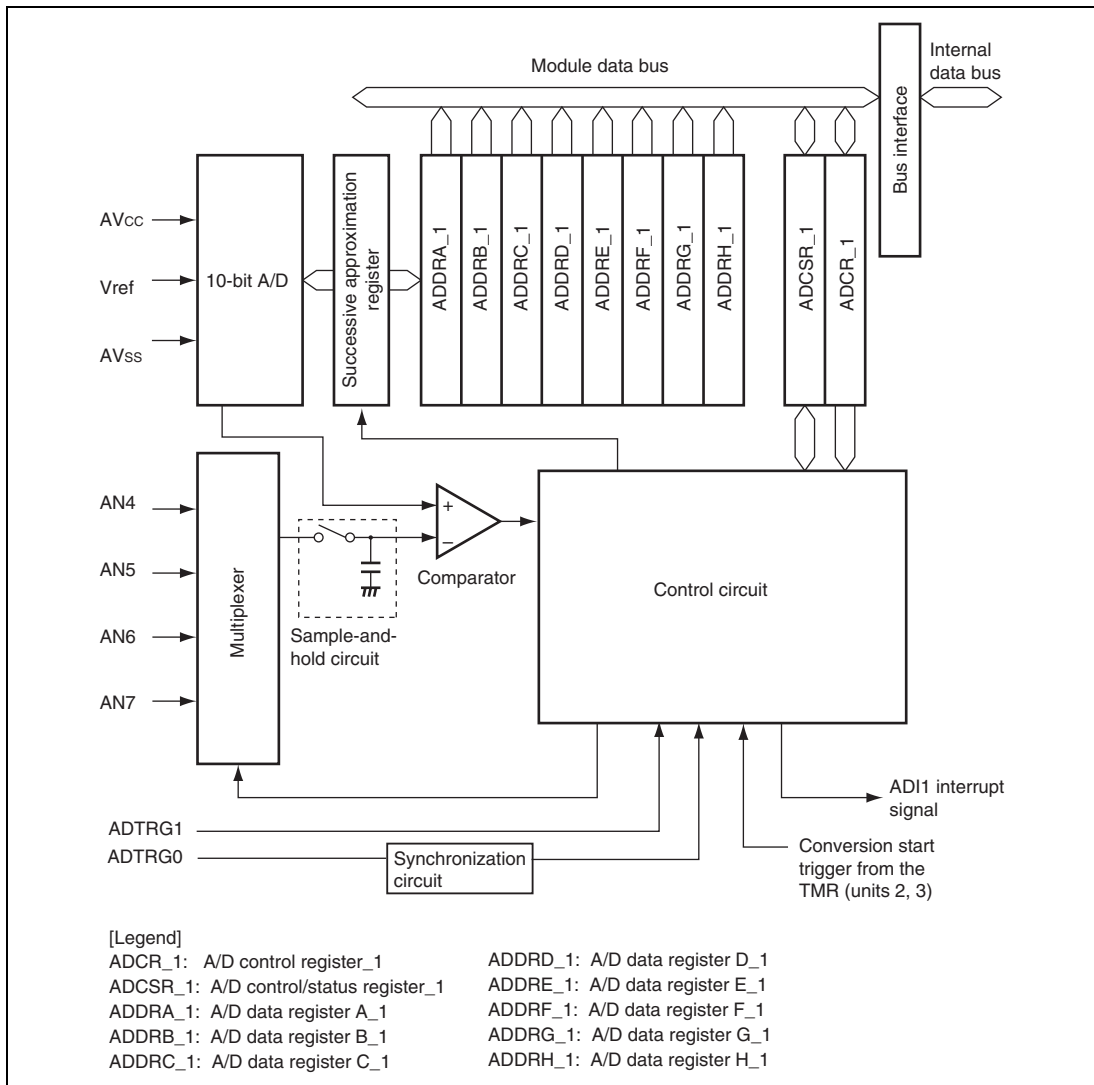 Module data bus
Internal
data bus
Bus interface
AVCC
Vref
AVSS
10-bit A/D
Successive approximation
register
ADDRA_1
ADDRB_1
ADDRC_1
ADDRD_1
ADDRE_1
ADDRF_1
ADDRG_1
ADDRH_1
ADCSR_1
ADCR_1
AN4
AN5
AN6
AN7
Multiplexer
+
–
Comparator
Sample-and-
hold circuit
Control circuit
ADI1 interrupt
signal
ADTRG1
ADTRG0
Synchronization
circuit
Conversion start
trigger from the
TMR (units 2, 3)
[Legend]
ADCR_1: A/D control register_1
ADCSR_1: A/D control/status register_1
ADDRA_1: A/D data register A_1
ADDRB_1: A/D data register B_1
ADDRC_1: A/D data register C_1
ADDRD_1: A/D data register D_1
ADDRE_1: A/D data register E_1
ADDRF_1: A/D data register F_1
ADDRG_1: A/D data register G_1
ADDRH_1: A/D data register H_1